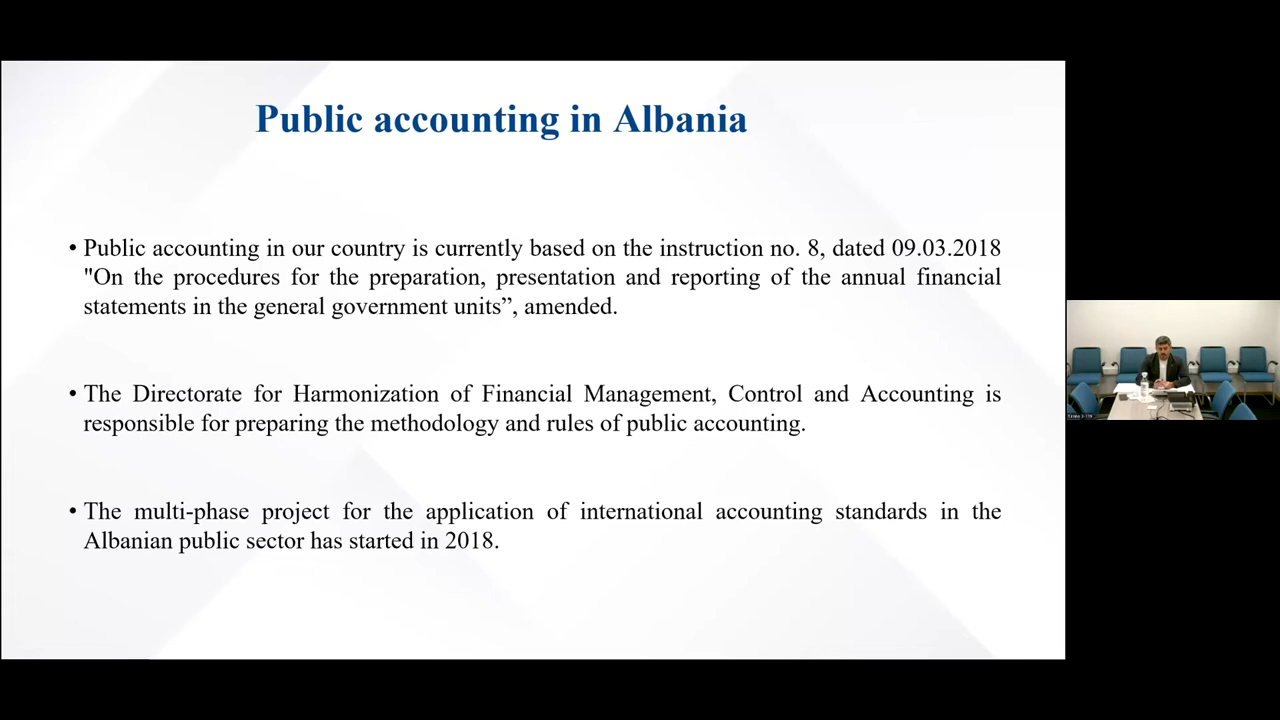 Public accounting in Albania
• Public accounting in our country is currently based on the instruction no. 8, dated 09.03.2018
"On the procedures for the preparation, presentation and reporting of the annual financial
statements in the general government units”, amended.
• The Directorate for Harmonization of Financial Management, Control and Accounting is
responsible for preparing the methodology and rules of public accounting.
• The multi-phase project for the application of international accounting standards in the
Albanian public sector has started in 2018.